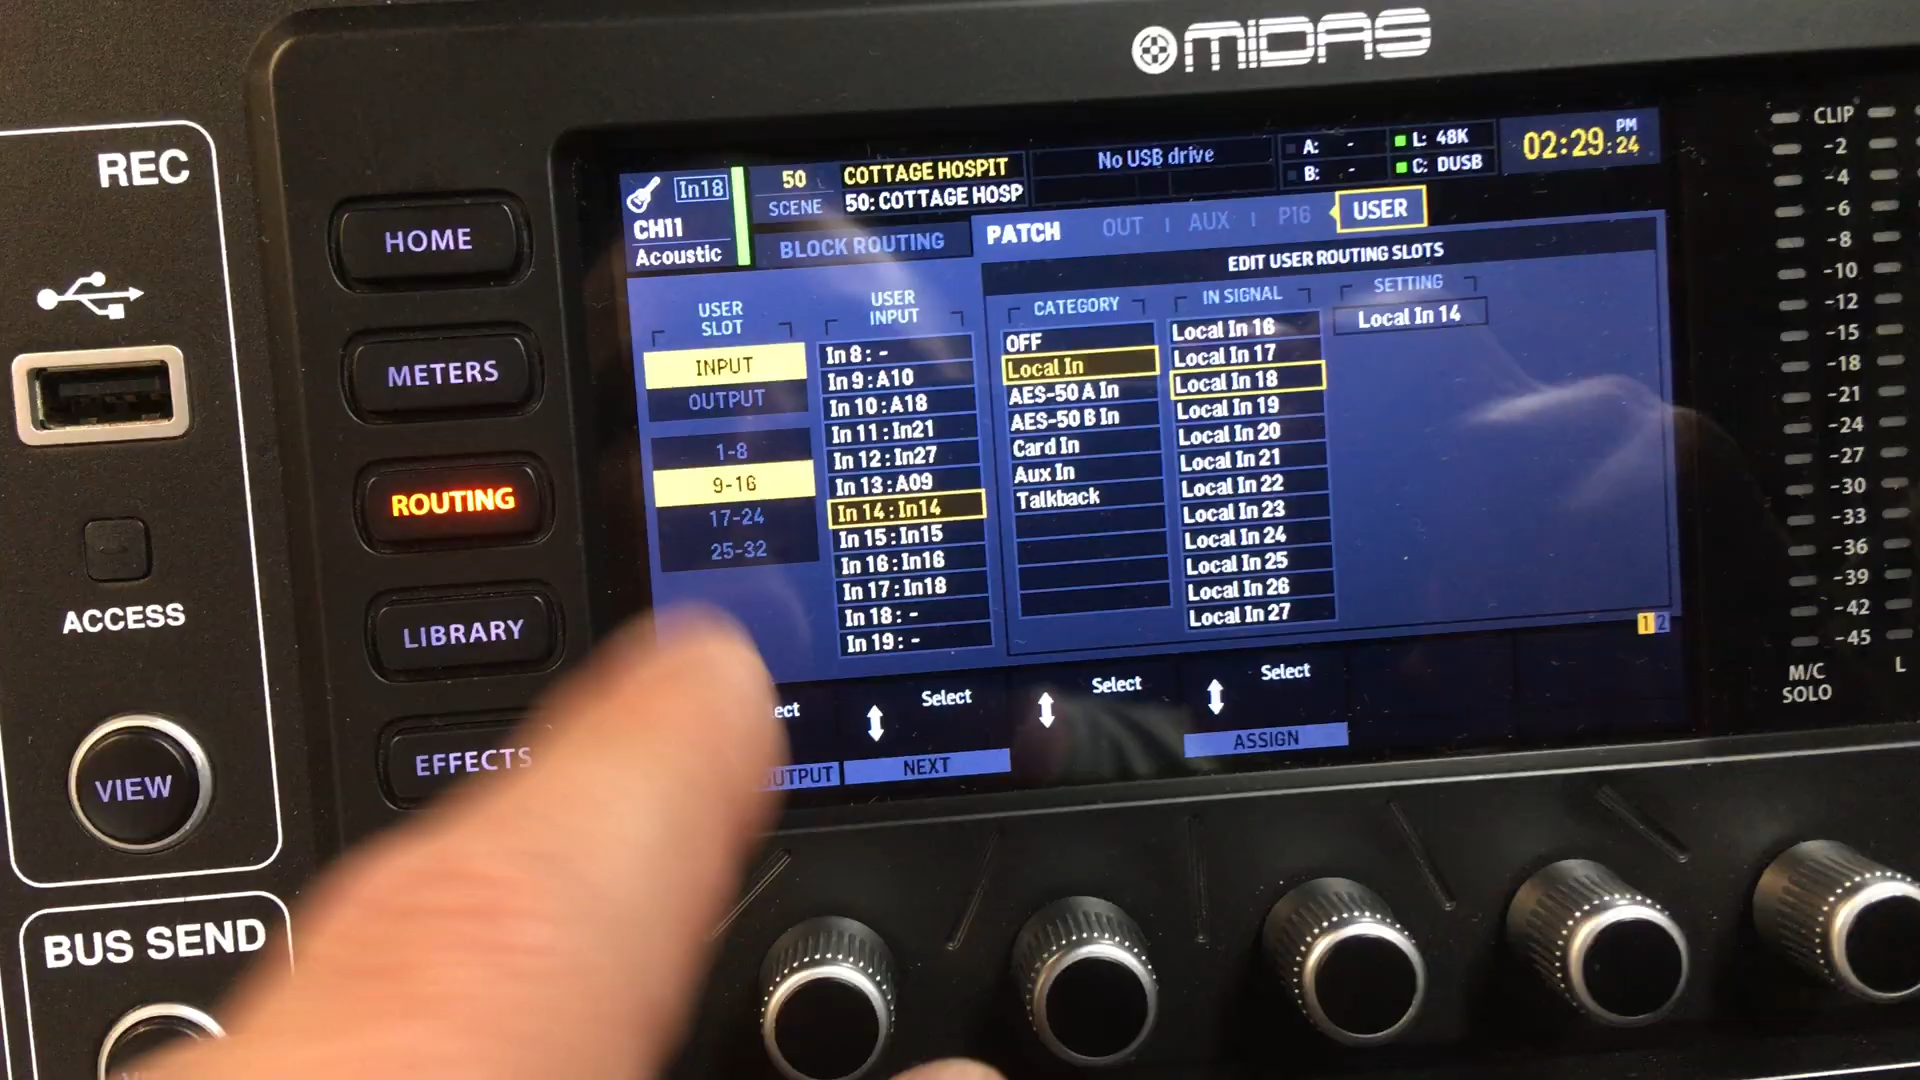 MIDAS
REC
HOME
METERS
ROUTING
LIBRARY
EFFECTS
ACCESS
VIEW
BUS SEND
In18
CH11
Acoustic
50
SCENE
COTTAGE HOSPIT
50: COTTAGE HOSP
No USB drive
A: -
B: -
L: 48K
C: DUSB
02:29:24 PM
BLOCK ROUTING
PATCH
OUT
AUX
P16
USER
EDIT USER ROUTING SLOTS
USER
SLOT
INPUT
OUTPUT
1-8
9-16
17-24
25-32
USER
INPUT
In 8: -
In 9: A10
In 10: A18
In 11: In21
In 12: In27
In 13: A09
In 14: In14
In 15: In15
In 16: In16
In 17: In18
In 18: -
In 19: -
CATEGORY
OFF
Local In
AES-50 A In
AES-50 B In
Card In
Aux In
Talkback
IN SIGNAL
Local In 16
Local In 17
Local In 18
Local In 19
Local In 20
Local In 21
Local In 22
Local In 23
Local In 24
Local In 25
Local In 26
Local In 27
SETTING
Local In 14
1 2
Select
Select
Select
NEXT
ASSIGN
CLIP
-2
-4
-6
-8
-10
-12
-15
-18
-21
-24
-27
-30
-33
-36
-39
-42
-45
M/C
SOLO
L